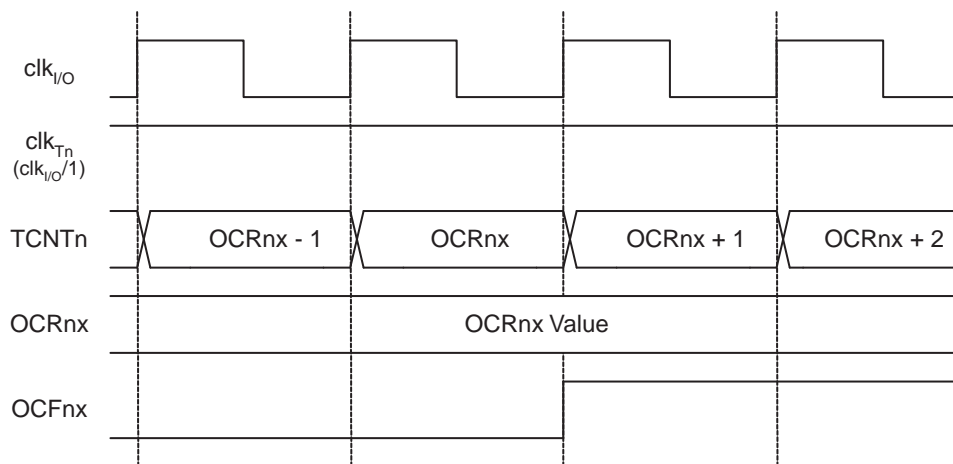 clkI/O
clkTn
(clkI/O/1)
TCNTn OCRnx - 1 OCRnx OCRnx + 1 OCRnx + 2
OCRnx OCRnx Value
OCFnx